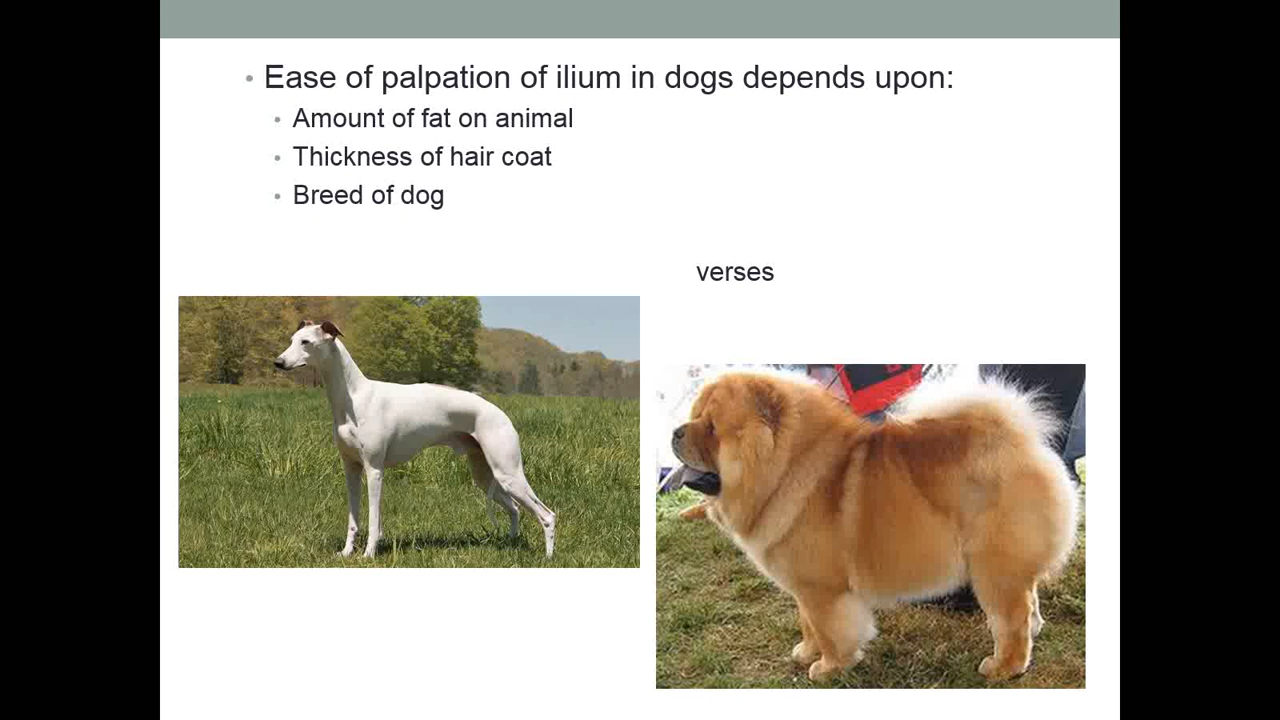 Ease of palpation of ilium in dogs depends upon:
Amount of fat on animal
Thickness of hair coat
Breed of dog
verses